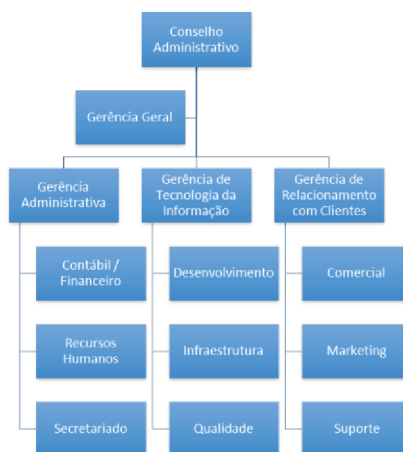 Conselho
Administrativo
Gerência Geral
Gerência
Administrativa
Gerência de
Tecnologia da
Informação
Gerência de
Relacionamento
com Clientes
Contábil /
Financeiro
Desenvolvimento
Comercial
Recursos
Humanos
Infraestrutura
Marketing
Secretariado
Qualidade
Suporte